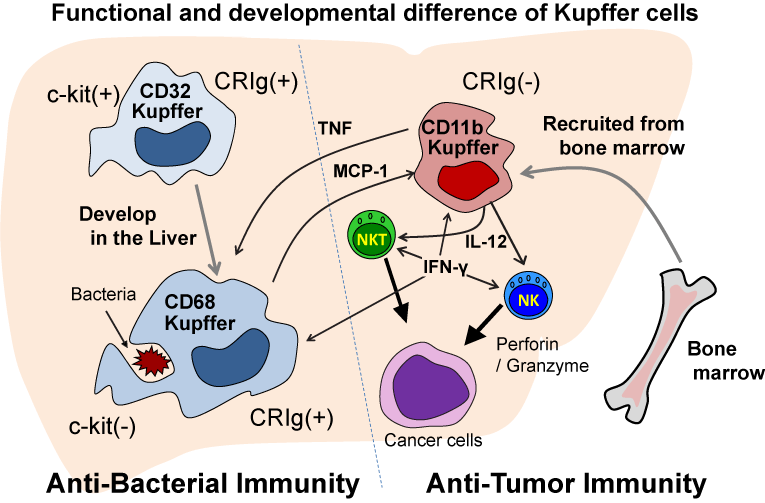 Functional and developmental difference of Kupffer cells
c-kit(+)
CD32
Kupffer
CRIg(+)
CRIg(-)
CD11b
Kupffer
Recruited from
bone marrow
TNF
MCP-1
Develop
in the Liver
NKT
IL-12
IFN-γ
NK
Bacteria
CD68
Kupffer
Perforin
/ Granzyme
Bone
marrow
c-kit(-)
CRIg(+)
Cancer cells
Anti-Bacterial Immunity
Anti-Tumor Immunity